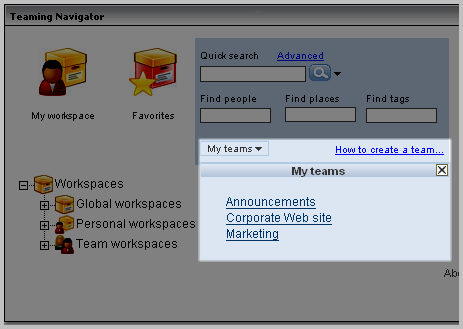 Teaming Navigator
My workspace
Favorites
Quick search Advanced
Find people Find places Find tags
My teams How to create a team...
My teams
Announcements
Corporate Web site
Marketing
Workspaces
Global workspaces
Personal workspaces
Team workspaces